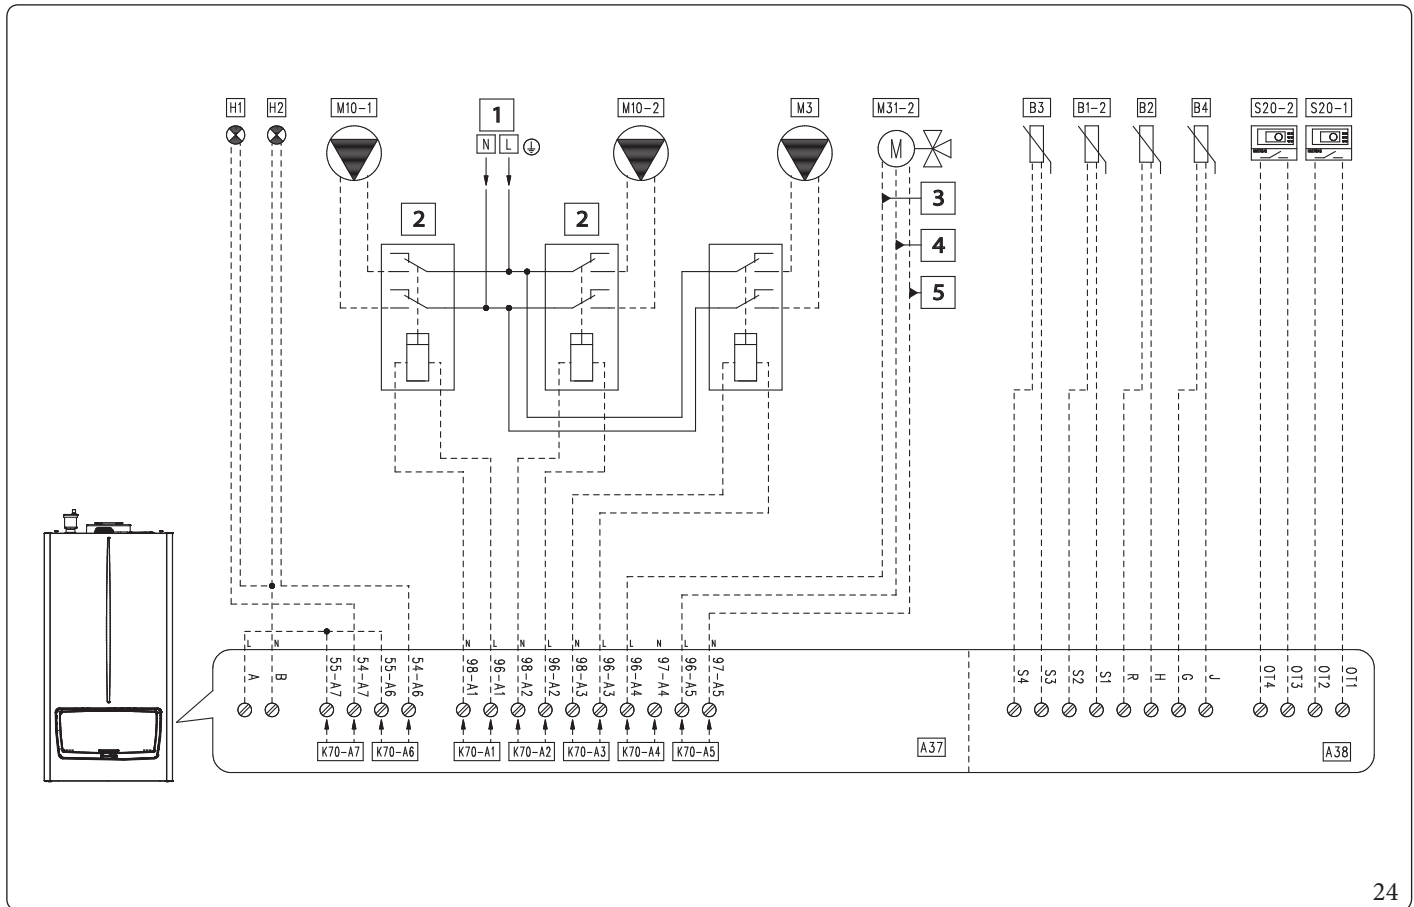 H1 H2 M10-1 1 M10-2 M3 M31-2 B3 B1-2 B2 B4 S20-2 S20-1
N L
M
2 2 3
4
5
L N N L N L N L L N L N
A
B
55-A7
54-A7
55-A6
54-A6
98-A1
96-A1
98-A2
96-A2
98-A3
96-A3
96-A4
97-A4
96-A5
97-A5
S4
S3
S2
S1
R
H
G
J
OT4
OT3
OT2
OT1
K70-A7 K70-A6 K70-A1 K70-A2 K70-A3 K70-A4 K70-A5 A37 A38
24